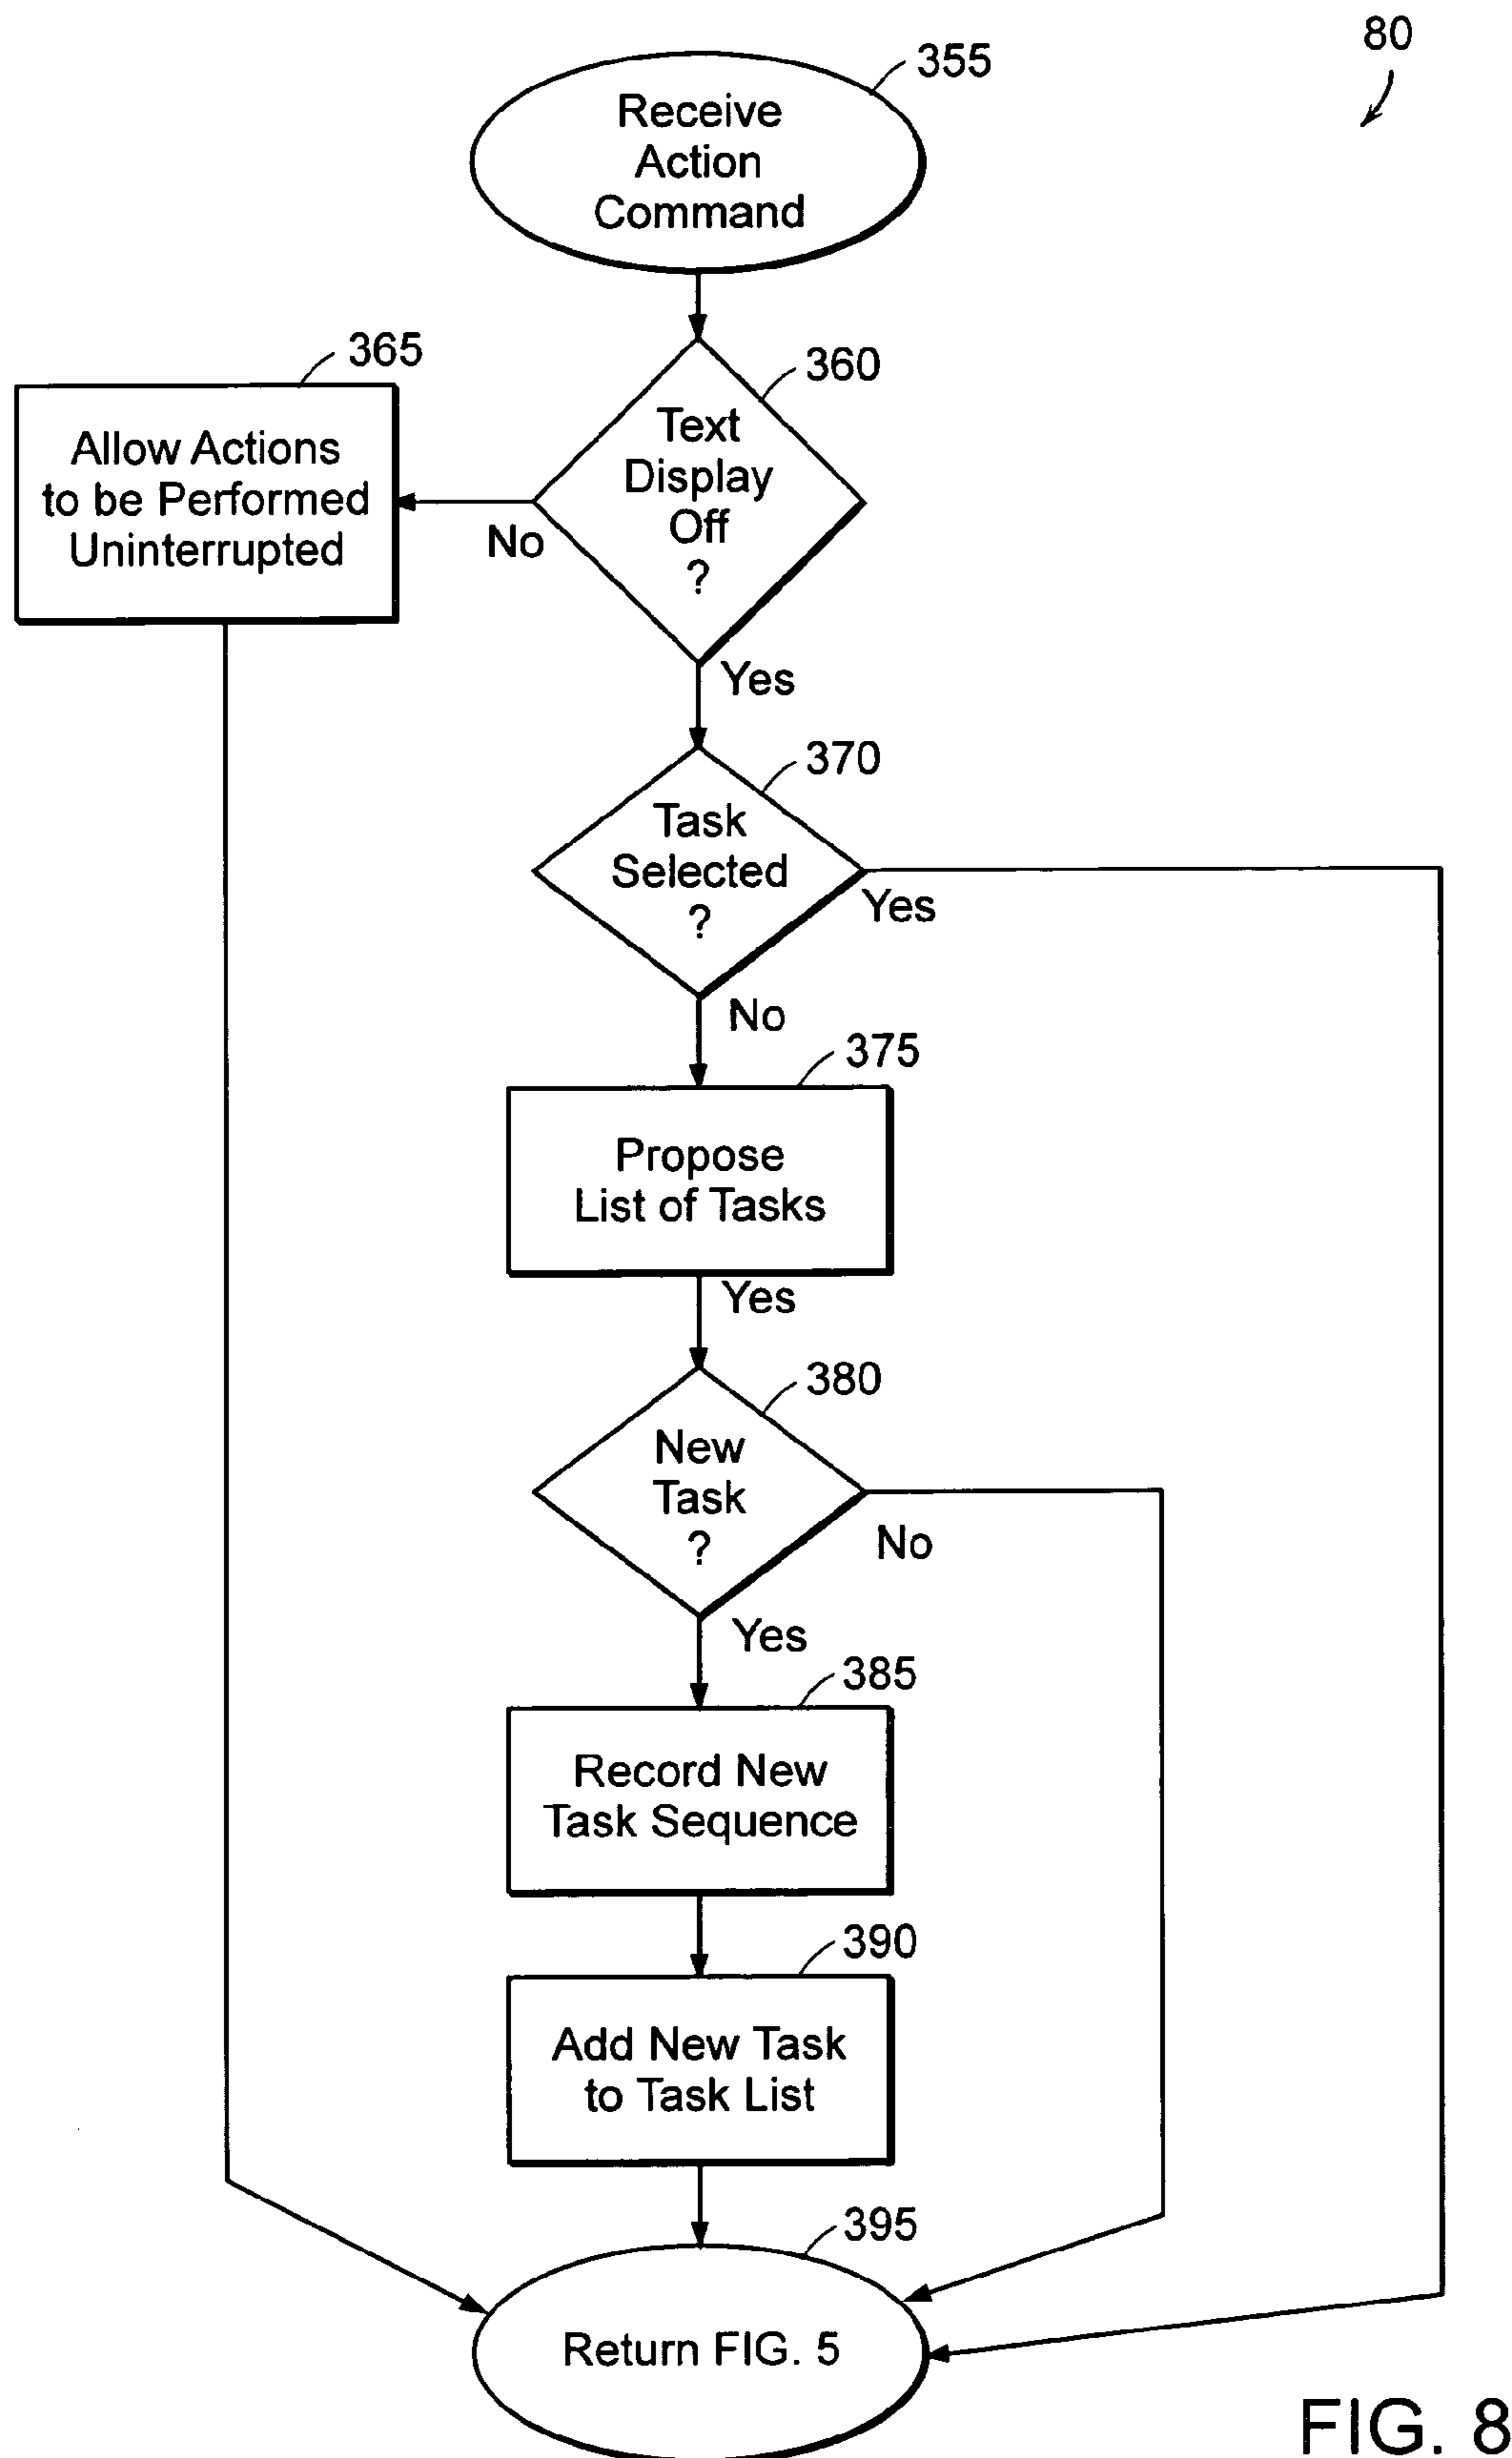 80
355
Receive
Action
Command
365
360
Allow Actions
to be Performed
Uninterrupted
Text
Display
Off
?
No
Yes
370
Task
Selected
?
Yes
No
375
Propose
List of Tasks
Yes
380
New
Task
?
No
Yes
385
Record New
Task Sequence
390
Add New Task
to Task List
395
Return FIG. 5
FIG. 8